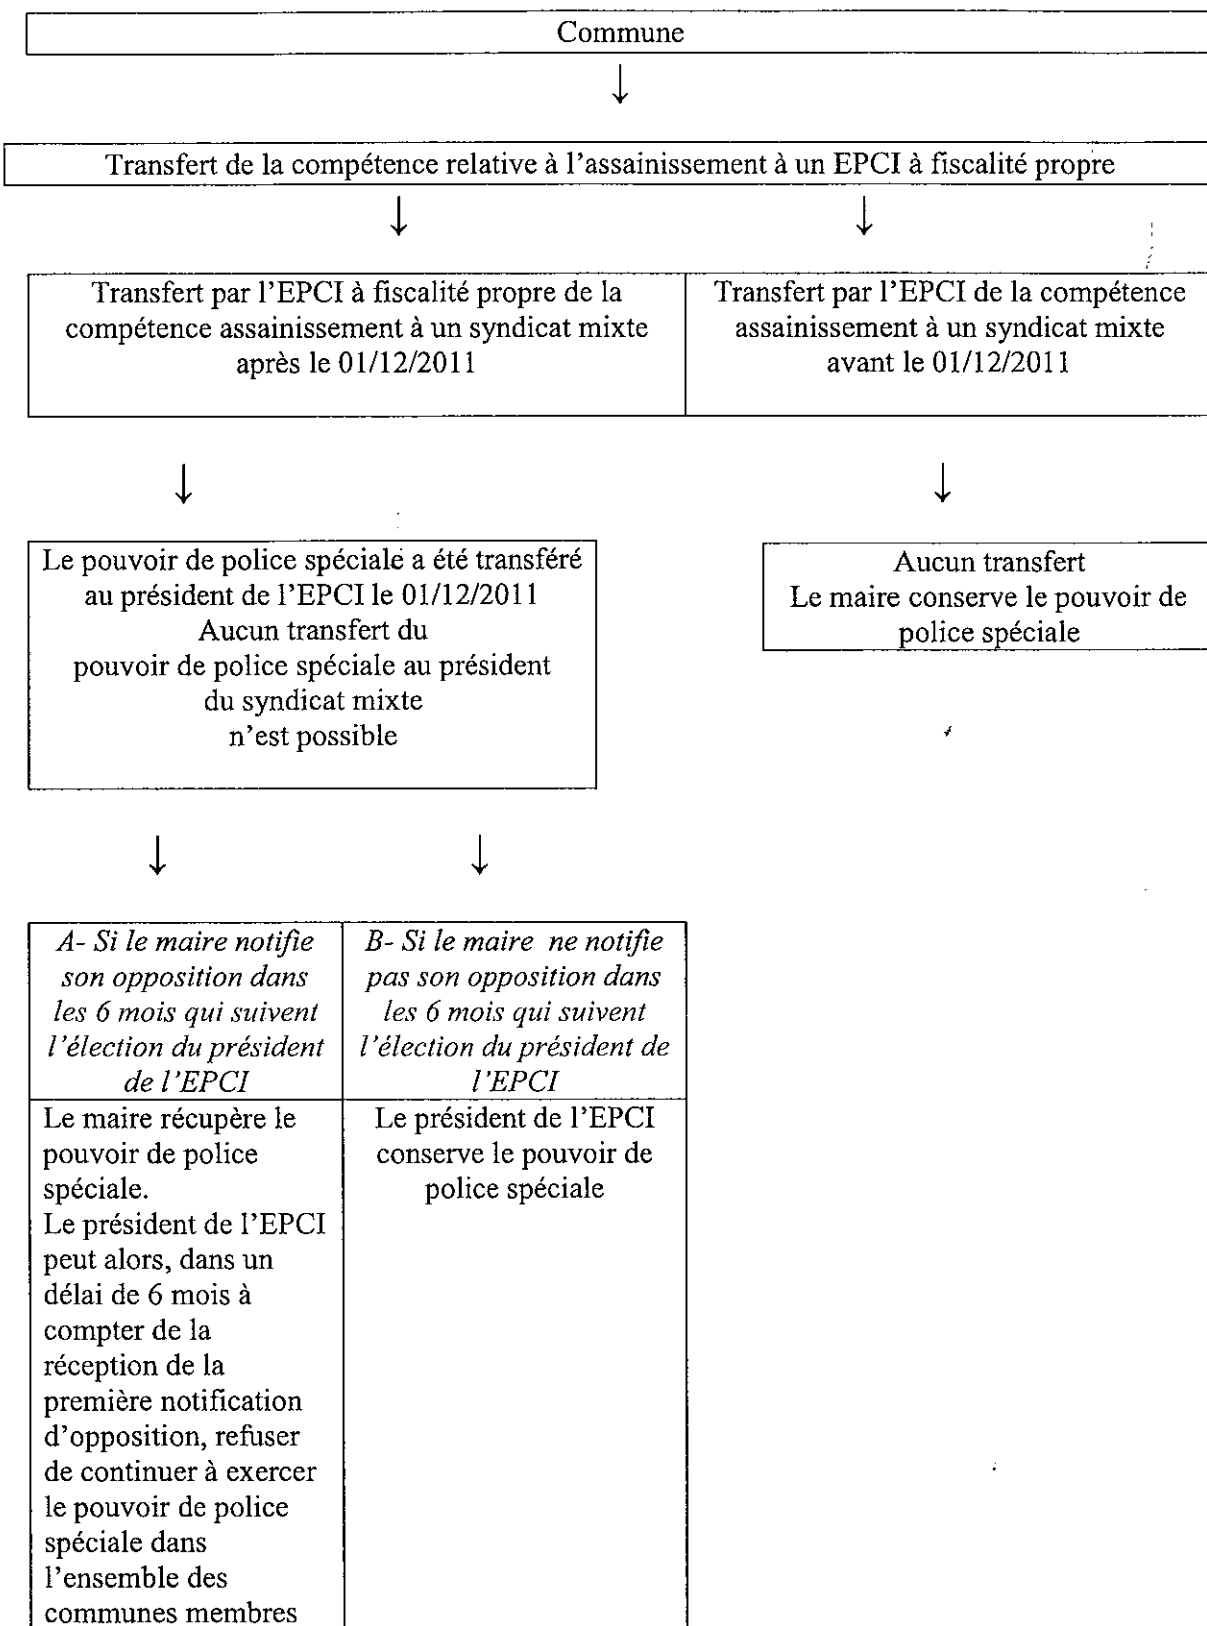 Commune
↓
Transfert de la compétence relative à l'assainissement à un EPCI à fiscalité propre
↓ ↓
Transfert par l'EPCI à fiscalité propre de la
compétence assainissement à un syndicat mixte
après le 01/12/2011
Transfert par l'EPCI de la compétence
assainissement à un syndicat mixte
avant le 01/12/2011
↓ ↓
Le pouvoir de police spéciale a été transféré
au président de l'EPCI le 01/12/2011
Aucun transfert du
pouvoir de police spéciale au président
du syndicat mixte
n'est possible
Aucun transfert
Le maire conserve le pouvoir de
police spéciale
↓ ↓
A- Si le maire notifie
son opposition dans
les 6 mois qui suivent
l'élection du président
de l'EPCI
B- Si le maire ne notifie
pas son opposition dans
les 6 mois qui suivent
l'élection du président de
l'EPCI
Le maire récupère le
pouvoir de police
spéciale.
Le président de l'EPCI
peut alors, dans un
délai de 6 mois à
compter de la
réception de la
première notification
d'opposition, refuser
de continuer à exercer
le pouvoir de police
spéciale dans
l'ensemble des
communes membres
Le président de l'EPCI
conserve le pouvoir de
police spéciale